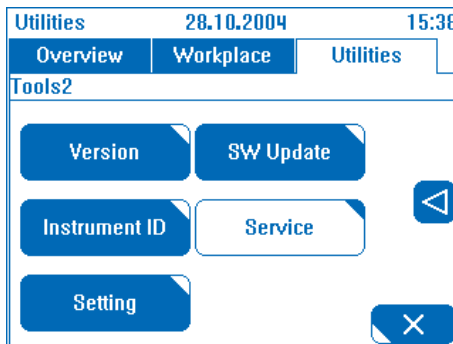 Utilities 28.10.2004 15:38
Overview Workplace Utilities
Tools2
Version SW Update
Instrument ID Service
Setting